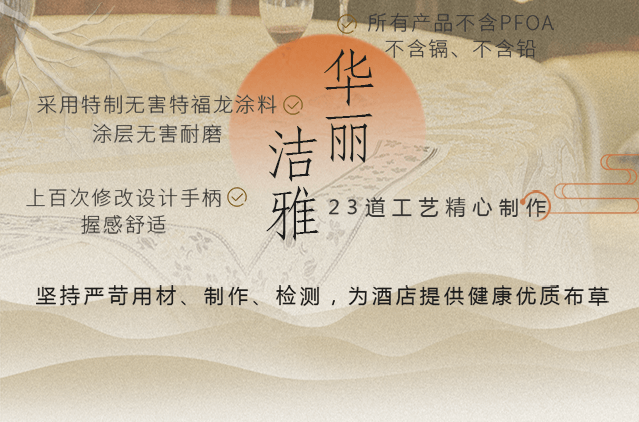 所有产品不含PFOA
不含镉、不含铅
华丽
洁雅
采用特制无害特福龙涂料
涂层无害耐磨
上百次修改设计手柄
握感舒适
23道工艺精心制作
坚持严苛用材、制作、检测，为酒店提供健康优质布草